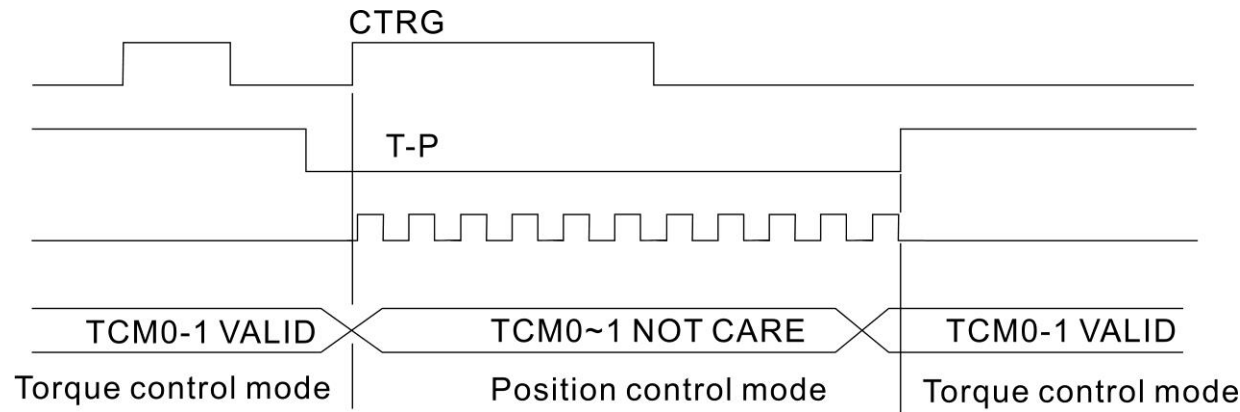 CTRG
T-P
TCM0-1 VALID TCM0~1 NOT CARE TCM0-1 VALID
Torque control mode Position control mode Torque control mode